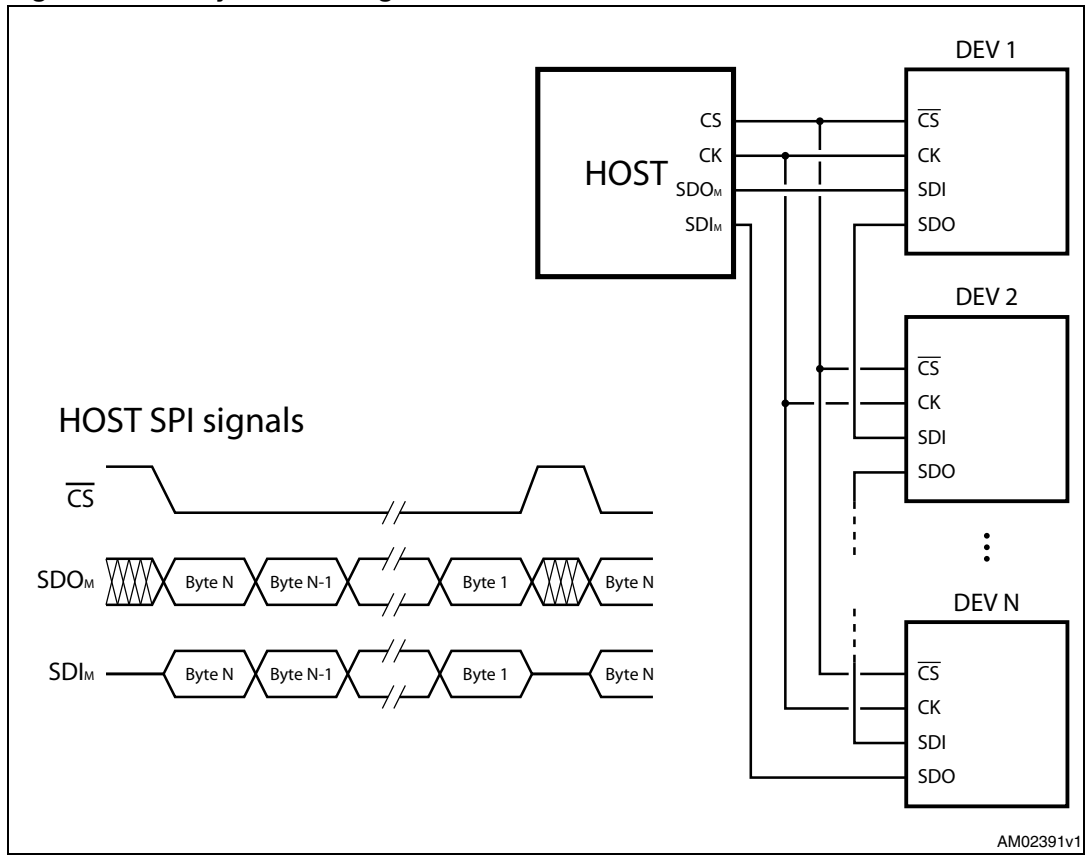 DEV 1
CS
CK
SDOM
SDIM
HOST
CS
CK
SDI
SDO
DEV 2
CS
CK
SDI
SDO
DEV N
CS
CK
SDI
SDO
HOST SPI signals
CS
SDOM Byte N Byte N-1 Byte 1 Byte N
SDIM Byte N Byte N-1 Byte 1 Byte N
AM02391v1